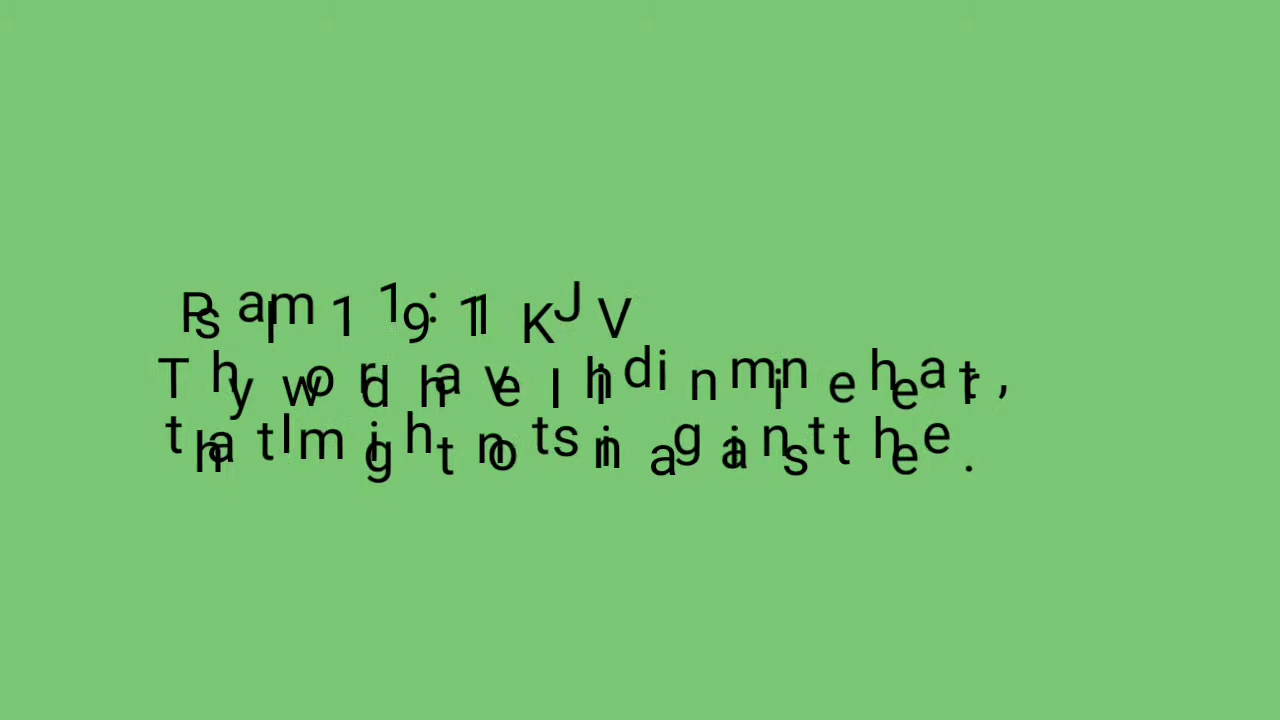 Psalm 119:11 KJV
Thy word have I hid in mine heart,
that I might not sin against thee.